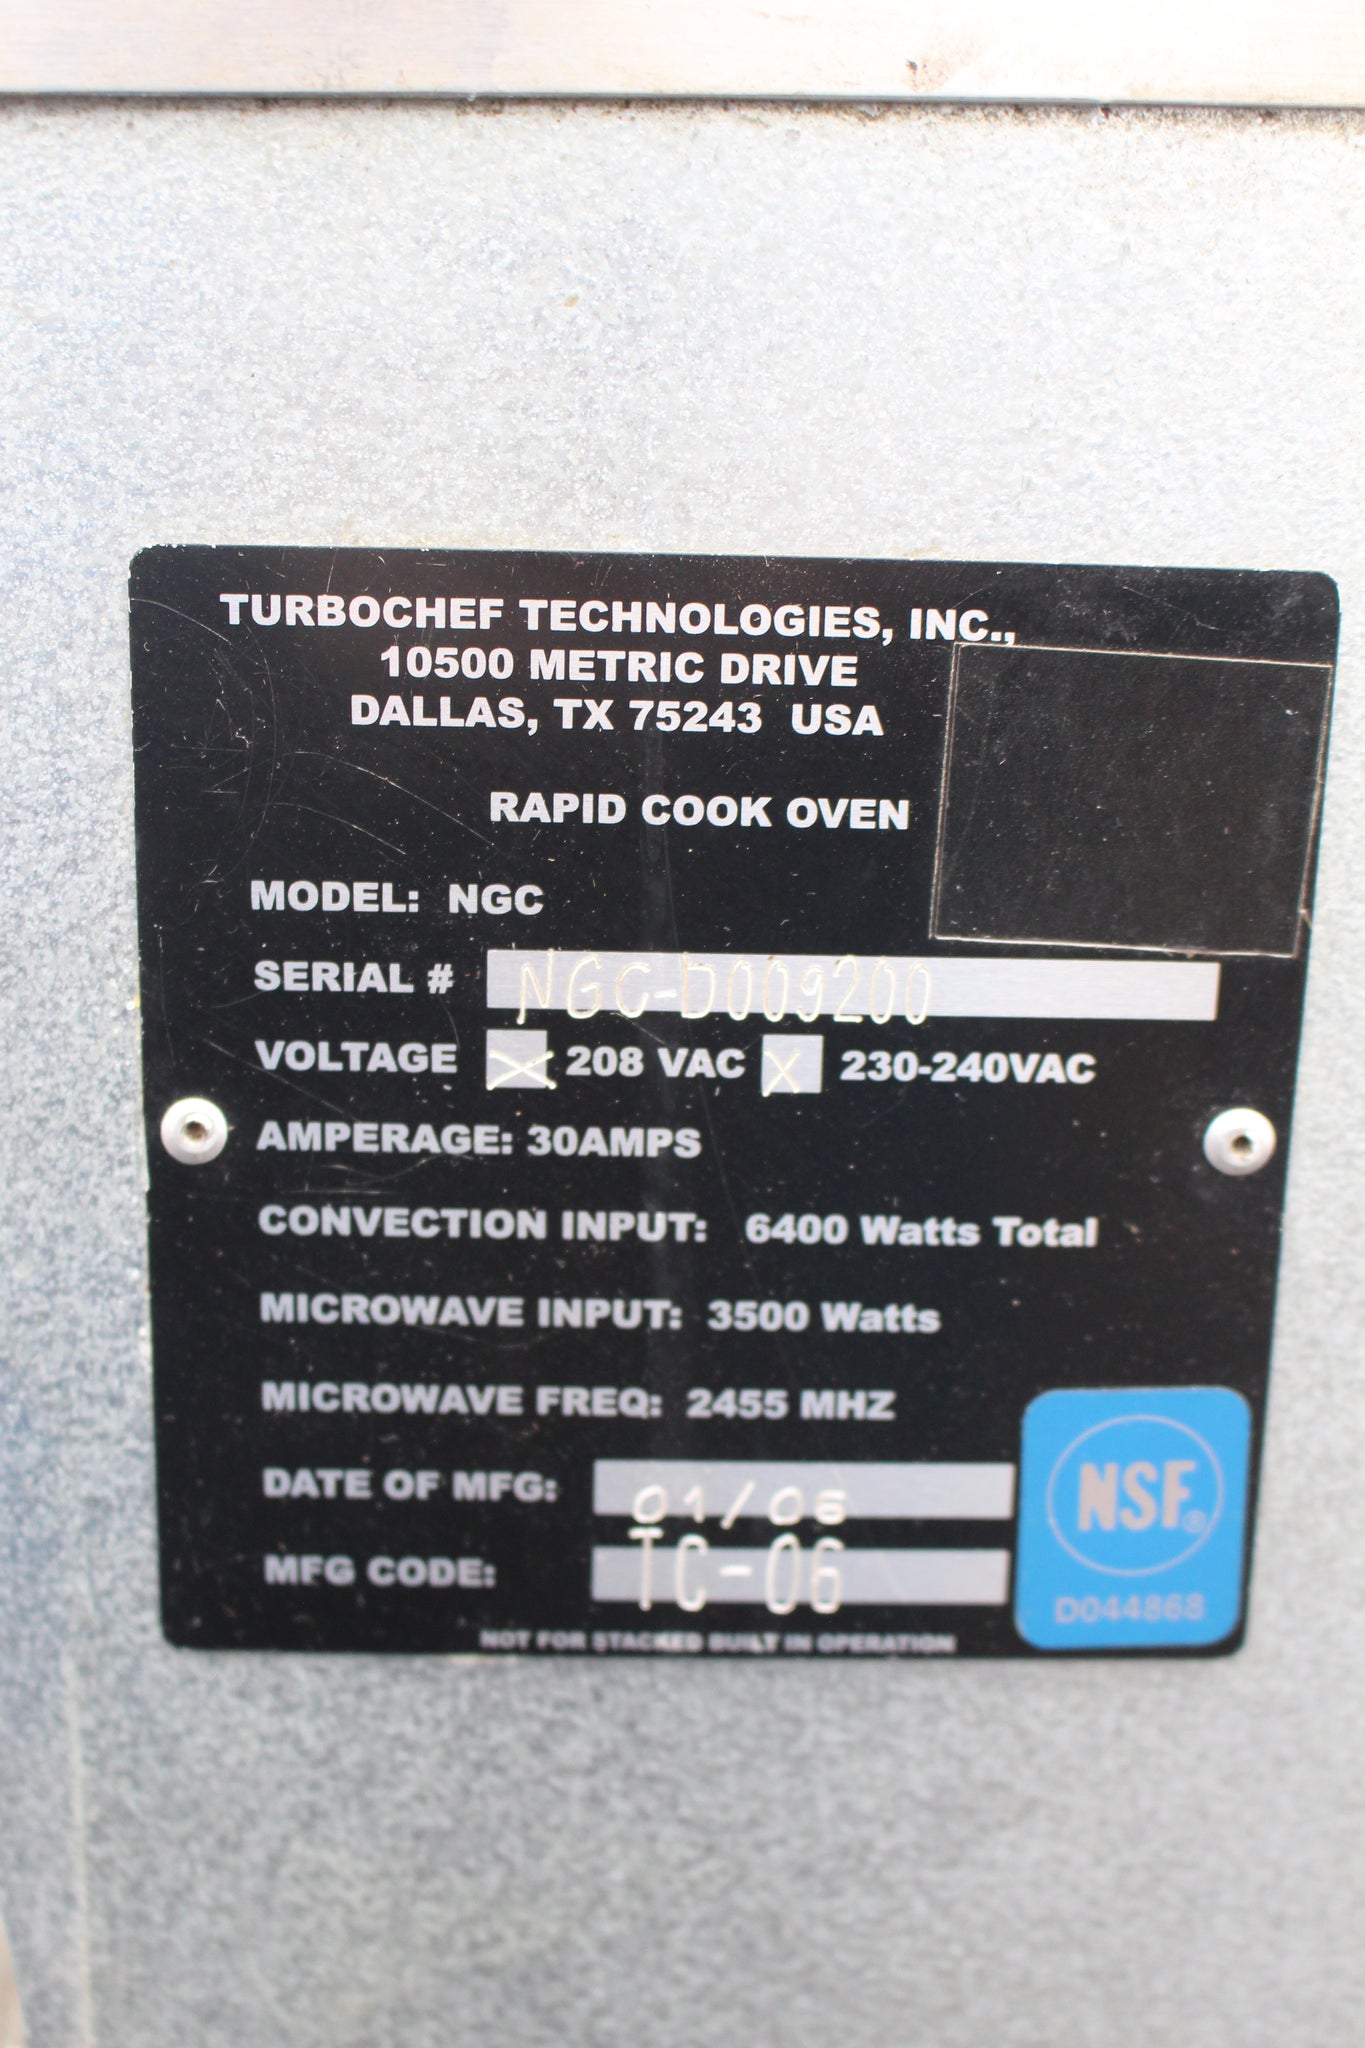 TURBOCHEF TECHNOLOGIES, INC.,
10500 METRIC DRIVE
DALLAS, TX 75243 USA
RAPID COOK OVEN
MODEL: NGC
SERIAL # NGC-D009200
VOLTAGE X 208 VAC X 230-240VAC
AMPERAGE: 30AMPS
CONVECTION INPUT: 6400 Watts Total
MICROWAVE INPUT: 3500 Watts
MICROWAVE FREQ: 2455 MHZ
DATE OF MFG: 01/06
MFG CODE: TC-06
NSF®
D044868
NOT FOR STACKED BUILT IN OPERATION